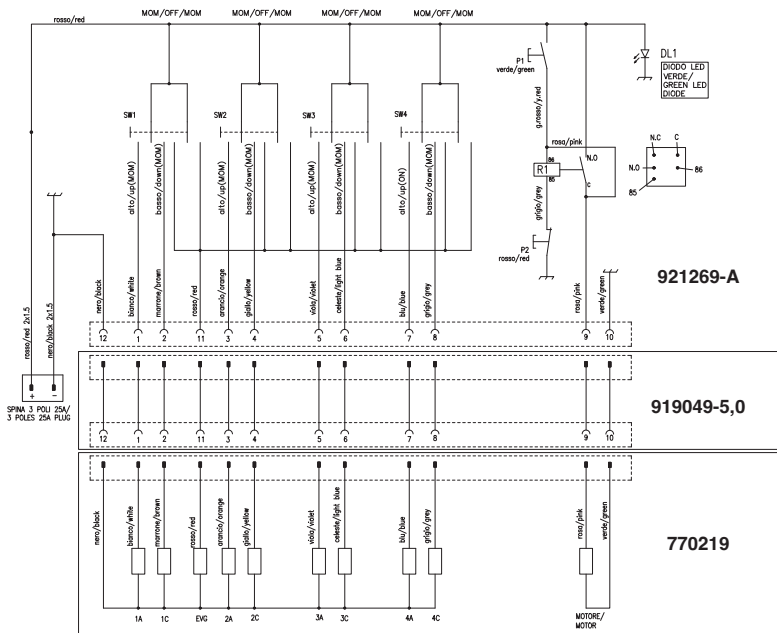 MOM/OFF/MOM MOM/OFF/MOM MOM/OFF/MOM MOM/OFF/MOM
rosso/red
P1
verde/green
DL1
DIODO LED
VERDE/
GREEN LED
DIODE
SW1 SW2 SW3 SW4
g.rosso/y.red
rosa/pink
N.C C
N.O
86
85
86
R1
85
N.O
C
alto/up(MOM) basso/down(MOM) alto/up(MOM) basso/down(MOM) alto/up(MOM) basso/down(MOM) alto/up(ON) basso/down(MOM)
grigio/grey
P2
rosso/red
921269-A
rosso/red 2x1.5 nero/black 2x1.5 nero/black bianco/white marrone/brown rosso/red arancio/orange giallo/yellow viola/violet celeste/light blue blu/blue grigio/grey rosa/pink verde/green
12 1 2 11 3 4 5 6 7 8 9 10
+ -
SPINA 3 POLI 25A/
3 POLES 25A PLUG
919049-5,0
12 1 2 11 3 4 5 6 7 8 9 10
nero/black bianco/white marrone/brown rosso/red arancio/orange giallo/yellow viola/violet celeste/light blue blu/blue grigio/grey rosa/pink verde/green
770219
1A 1C EVG 2A 2C 3A 3C 4A 4C
MOTORE/
MOTOR